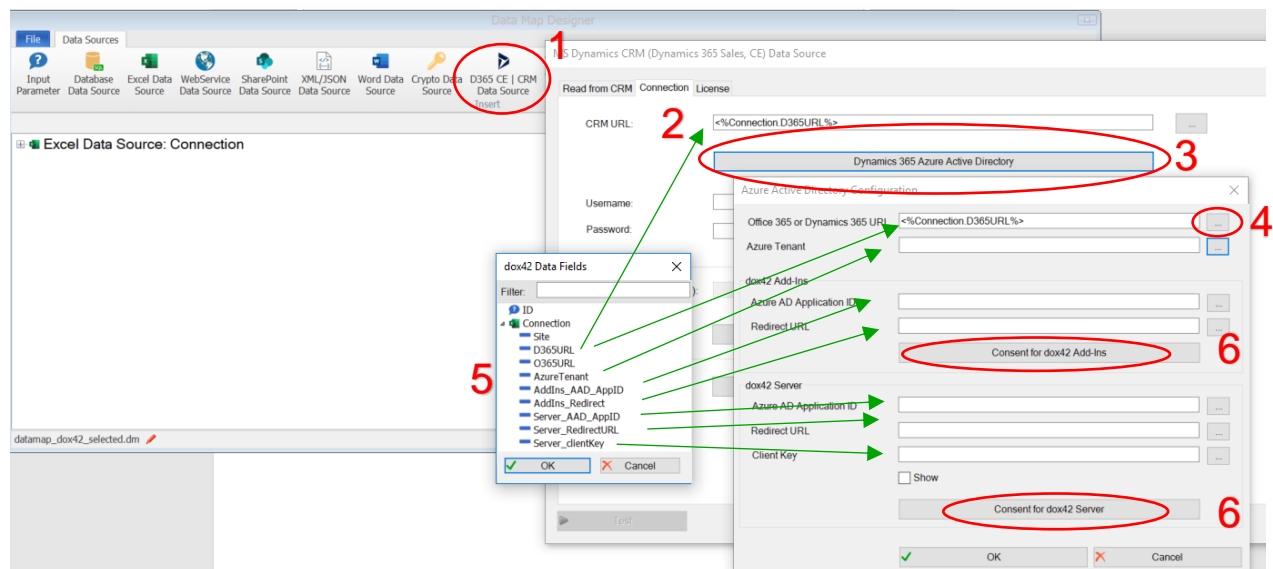 Data Map Designer
File Data Sources
1
Input Parameter
Database Data Source
Excel Data Source
WebService Data Source
SharePoint Data Source
XML/JSON Data Source
Word Data Source
Crypto Data Source
D365 CE | CRM Data Source
Insert
Excel Data Source: Connection
datamap_dox42_selected.dm
MS Dynamics CRM (Dynamics 365 Sales, CE) Data Source
Read from CRM Connection License
CRM URL: 2 <%Connection.D365URL%> ...
Dynamics 365 Azure Active Directory 3
Username:
Password:
):
Test
dox42 Data Fields
Filter:
ID
Connection
Site
D365URL
O365URL
5
AzureTenant
AddIns_AAD_AppID
AddIns_Redirect
Server_AAD_AppID
Server_RedirectURL
Server_clientKey
OK Cancel
Azure Active Directory Configuration
Office 365 or Dynamics 365 URL <%Connection.D365URL%> ... 4
Azure Tenant ...
dox42 Add-Ins
Azure AD Application ID ...
Redirect URL ...
Consent for dox42 Add-Ins 6
dox42 Server
Azure AD Application ID ...
Redirect URL ...
Client Key ...
Show
Consent for dox42 Server 6
OK Cancel